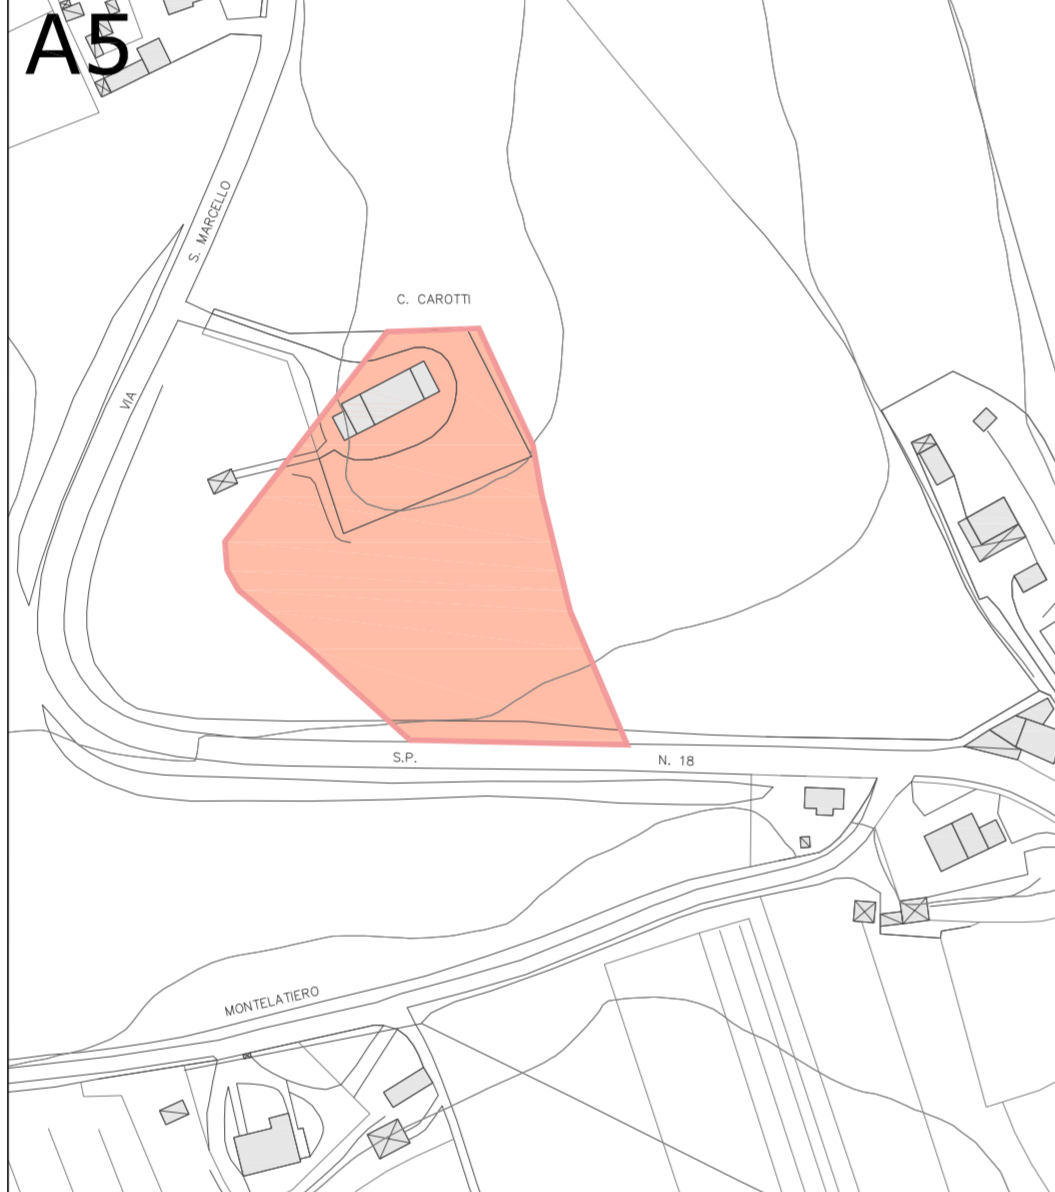 A5
S. MARCELLO
C. CAROTTI
VIA
S.P.
N. 18
MONTELATIERO